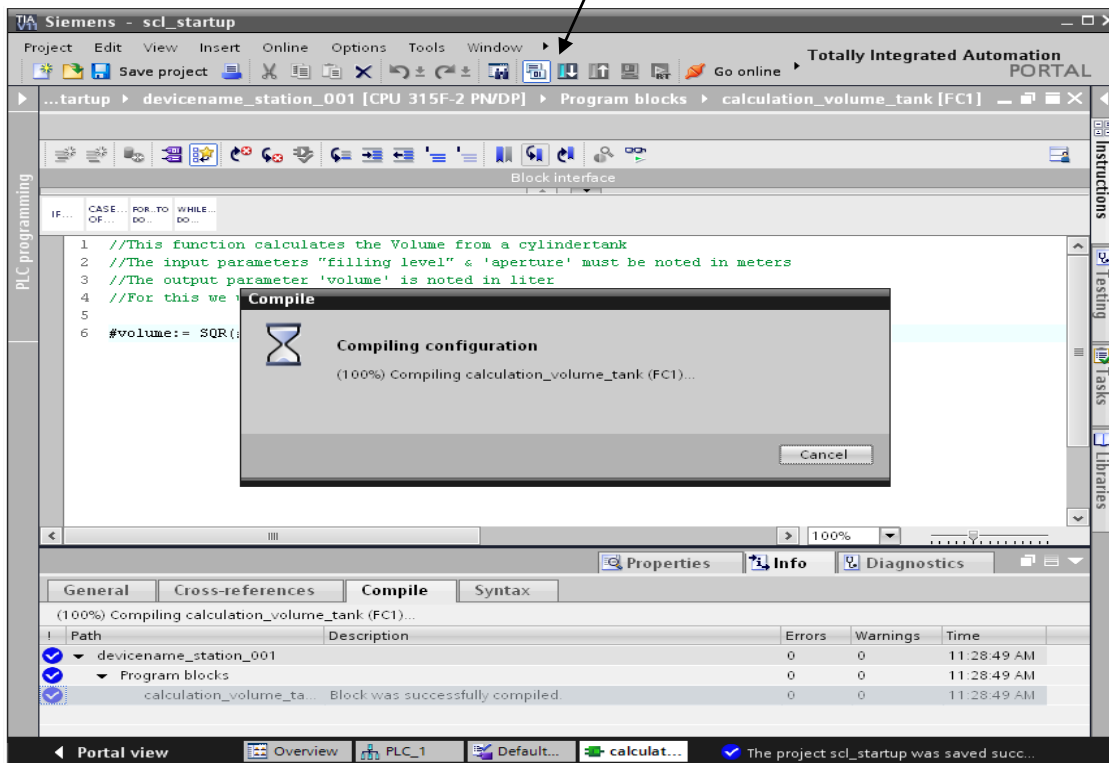 Siemens - scl_startup
Project Edit View Insert Online Options Tools Window
Totally Integrated Automation
PORTAL
Save project Go online
...tartup devicename_station_001 [CPU 315F-2 PN/DP] Program blocks calculation_volume_tank [FC1]
Block interface
IF... CASE... OF... FOR..TO DO.. WHILE... DO...
1 //This function calculates the Volume from a cylindertank
2 //The input parameters "filling level" & 'aperture' must be noted in meters
3 //The output parameter 'volume' is noted in liter
4 //For this we
5
6 #volume:= SQR(
Compile
Compiling configuration
(100%) Compiling calculation_volume_tank (FC1)...
Cancel
PLC programming
Instructions
Testing
Tasks
Libraries
100%
Properties Info Diagnostics
General Cross-references Compile Syntax
(100%) Compiling calculation_volume_tank (FC1)...
! Path Description Errors Warnings Time
devicename_station_001 0 0 11:28:49 AM
Program blocks 0 0 11:28:49 AM
calculation_volume_ta... Block was successfully compiled. 0 0 11:28:49 AM
Portal view Overview PLC_1 Default... calculat... The project scl_startup was saved succ...